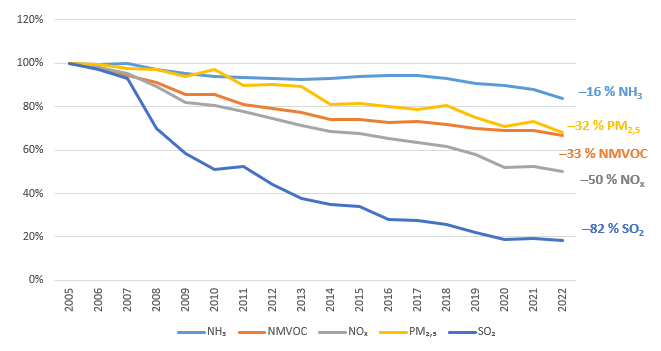 120%
100%
80%
60%
40%
20%
0%
2005
2006
2007
2008
2009
2010
2011
2012
2013
2014
2015
2016
2017
2018
2019
2020
2021
2022
–16 % NH₃
–32 % PM₂,₅
–33 % NMVOC
–50 % NOₓ
–82 % SO₂
NH₃
NMVOC
NOₓ
PM₂,₅
SO₂